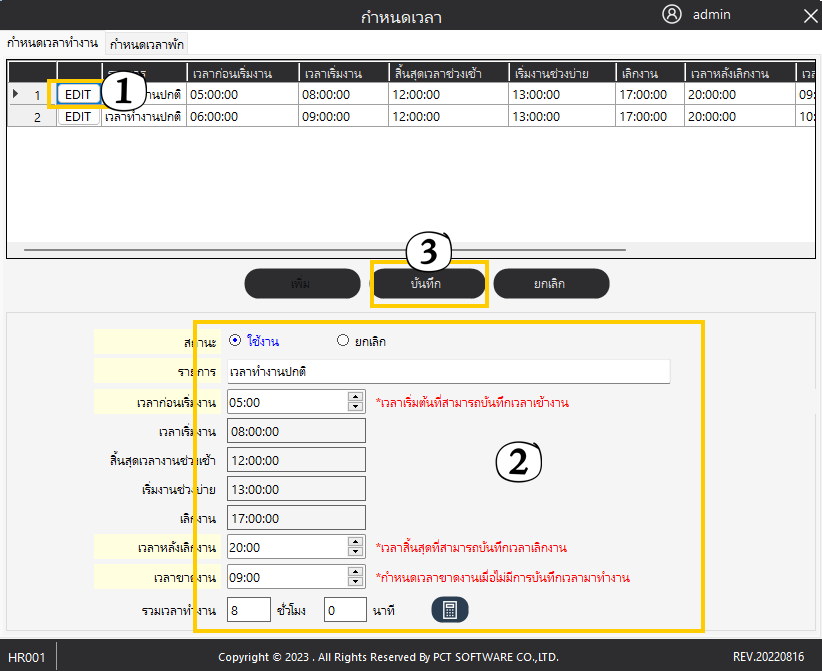 กำหนดเวลา
admin
กำหนดเวลาทำงาน กำหนดเวลาพัก
เวลาก่อนเริ่มงาน เวลาเริ่มงาน สิ้นสุดเวลาช่วงเช้า เริ่มงานช่วงบ่าย เลิกงาน เวลาหลังเลิกงาน
1 EDIT 05:00:00 08:00:00 12:00:00 13:00:00 17:00:00 20:00:00 09:
2 EDIT เวลาทำงานปกติ 06:00:00 09:00:00 12:00:00 13:00:00 17:00:00 20:00:00 10:
1
3
เพิ่ม บันทึก ยกเลิก
สถานะ ใช้งาน ยกเลิก
รายการ เวลาทำงานปกติ
เวลาก่อนเริ่มงาน 05:00 *เวลาเริ่มต้นที่สามารถบันทึกเวลาเข้างาน
เวลาเริ่มงาน 08:00:00
สิ้นสุดเวลางานช่วงเช้า 12:00:00
2
เริ่มงานช่วงบ่าย 13:00:00
เลิกงาน 17:00:00
เวลาหลังเลิกงาน 20:00 *เวลาสิ้นสุดที่สามารถบันทึกเวลาเลิกงาน
เวลาขาดงาน 09:00 *กำหนดเวลาขาดงานเมื่อไม่มีการบันทึกเวลามาทำงาน
รวมเวลาทำงาน 8 ชั่วโมง 0 นาที
HR001 Copyright © 2023 . All Rights Reserved By PCT SOFTWARE CO.,LTD. REV.20220816